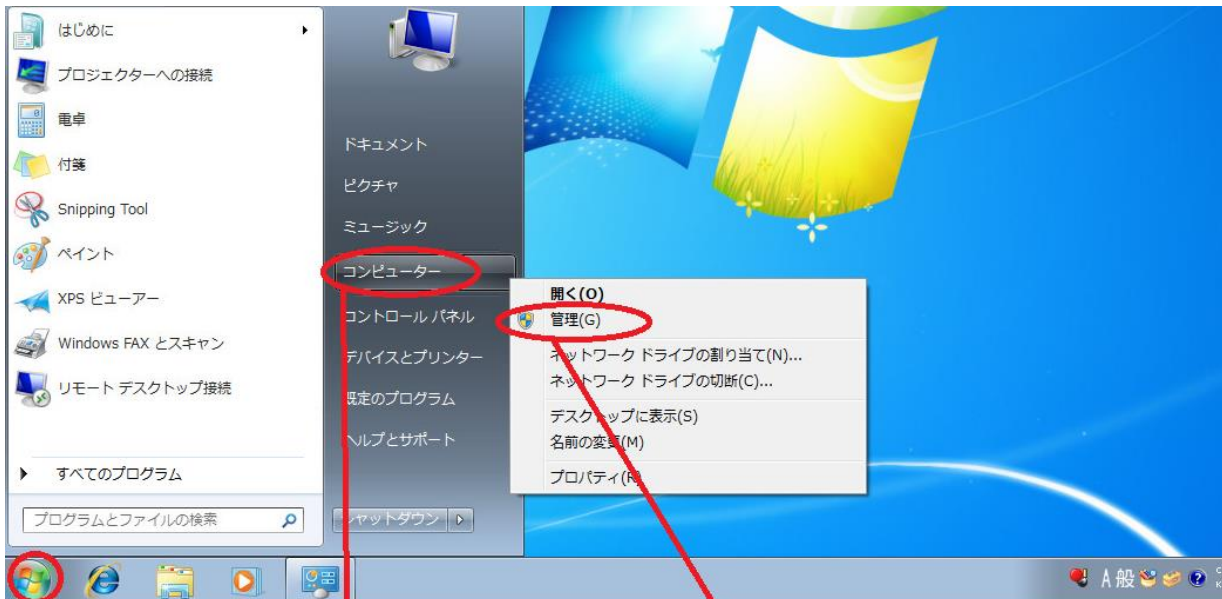 はじめに
プロジェクターへの接続
電卓
付箋
Snipping Tool
ペイント
XPS ビューアー
Windows FAX とスキャン
リモート デスクトップ接続
すべてのプログラム
プログラムとファイルの検索
ドキュメント
ピクチャ
ミュージック
コンピューター
コントロール パネル
デバイスとプリンター
既定のプログラム
ヘルプとサポート
シャットダウン
開く(O)
管理(G)
ネットワーク ドライブの割り当て(N)...
ネットワーク ドライブの切断(C)...
デスクトップに表示(S)
名前の変更(M)
プロパティ(R)
A 般